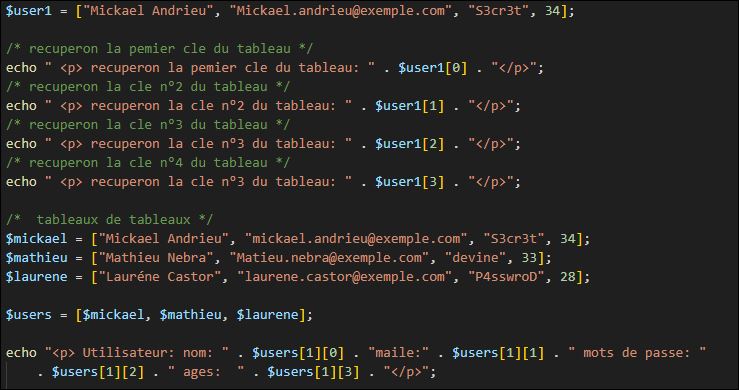 $user1 = ["Mickael Andrieu", "Mickael.andrieu@exemple.com", "S3cr3t", 34];
/* recuperon la pemier cle du tableau */
echo " <p> recuperon la pemier cle du tableau: " . $user1[0] . "</p>";
/* recuperon la cle n°2 du tableau */
echo " <p> recuperon la cle n°2 du tableau: " . $user1[1] . "</p>";
/* recuperon la cle n°3 du tableau */
echo " <p> recuperon la cle n°3 du tableau: " . $user1[2] . "</p>";
/* recuperon la cle n°4 du tableau */
echo " <p> recuperon la cle n°3 du tableau: " . $user1[3] . "</p>";
/*  tableaux de tableaux */
$mickael = ["Mickael Andrieu", "mickael.andrieu@exemple.com", "S3cr3t", 34];
$mathieu = ["Mathieu Nebra", "Matieu.nebra@exemple.com", "devine", 33];
$laurene = ["Lauréne Castor", "laurene.castor@exemple.com", "P4sswroD", 28];
$users = [$mickael, $mathieu, $laurene];
echo "<p> Utilisateur: nom: " . $users[1][0] . "maile:" . $users[1][1] . " mots de passe: "
. $users[1][2] . " ages:  " . $users[1][3] . "</p>";